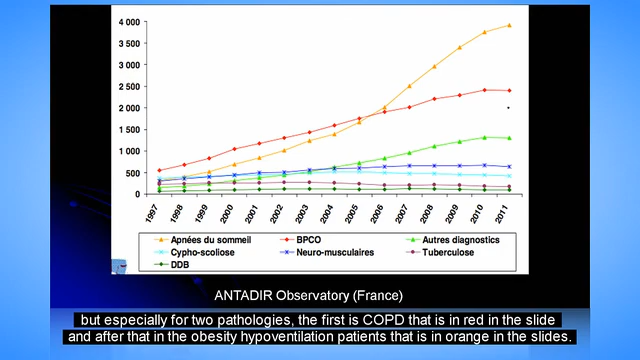 4 000
3 500
3 000
2 500
2 000
1 500
1 000
500
0
1997
1998
1999
2000
2001
2002
2003
2004
2005
2006
2007
2008
2009
2010
2011
Apnées du sommeil
BPCO
Autres diagnostics
Cypho-scoliose
Neuro-musculaires
Tuberculose
DDB
ANTADIR Observatory (France)
but especially for two pathologies, the first is COPD that is in red in the slide
and after that in the obesity hypoventilation patients that is in orange in the slides.